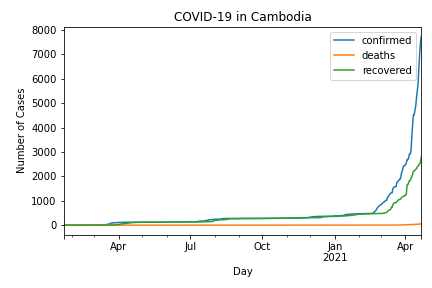 COVID-19 in Cambodia
confirmed
deaths
recovered
8000
7000
6000
5000
4000
3000
2000
1000
0
Number of Cases
Apr
Jul
Oct
Jan
2021
Apr
Day